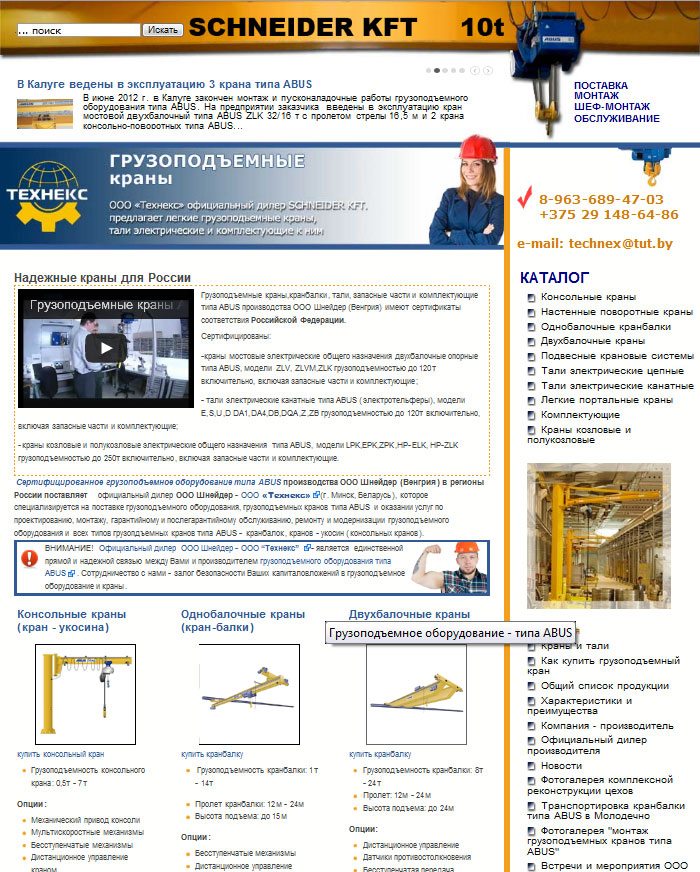 ... поиск
Искать
SCHNEIDER KFT 10t
В Калуге ведены в эксплуатацию 3 крана типа ABUS
В июне 2012 г. в Калуге закончен монтаж и пусконаладочные работы грузоподъемного
оборудования типа ABUS. На предприятии заказчика введены в эксплуатацию кран
мостовой двухбалочный типа ABUS ZLK 32/16 т с пролетом стрелы 16,5 м и 2 крана
консольно-поворотных типа ABUS...
ПОСТАВКА
МОНТАЖ
ШЕФ-МОНТАЖ
ОБСЛУЖИВАНИЕ
ТЕХНЕКС
ГРУЗОПОДЪЕМНЫЕ
краны
ООО «Технекс» официальный дилер SCHNEIDER KFT.
предлагает легкие грузоподъемные краны,
тали электрические и комплектующие к ним
8-963-689-47-03
+375 29 148-64-86
e-mail: technex@tut.by
Надежные краны для России
Грузоподъемные краны
Грузоподъемные краны,кранбалки, тали, запасные части и комплектующие
типа ABUS производства ООО Шнейдер (Венгрия) имеют сертификаты
соответствия Российской Федерации.
Сертифицированы:
-краны мостовые электрические общего назначения двухбалочные опорные
типа ABUS, модели ZLV, ZLVM,ZLK грузоподъемностью до 120т
включительно, включая запасные части и комплектующие;
- тали электрические канатные типа ABUS (электротельферы), модели
E,S,U ,D DA1,DA4,DB,DQA,Z,ZB грузоподъемностью до 120т включительно,
включая запасные части и комплектующие;
-краны козловые и полукозловые электрические общего назначения типа ABUS, модели LPK,EPK,ZPK,HP-ELK, HP-ZLK
грузоподъемностью до 250т включительно, включая запасные части и комплектующие.
Сертифицированное грузоподъемное оборудование типа ABUS производства ООО Шнейдер (Венгрия) в регионы
России поставляет официальный дилер ООО Шнейдер - ООО «Технекс» (г. Минск, Беларусь), которое
специализируется на поставке грузоподъемного оборудования, грузоподъемных кранов типа ABUS и оказании услуг по
проектированию, монтажу, гарантийному и послегарантийному обслуживанию, ремонту и модернизации грузоподъемного
оборудования и всех типов грузоподъемных кранов типа ABUS - кранбалок, кранов - укосин (консольных кранов).
ВНИМАНИЕ! Официальный дилер ООО Шнейдер- ООО "Технекс" -является единственной
прямой и надежной связью между Вами и производителем грузоподъемного оборудования типа
ABUS . Сотрудничество с нами - залог безопасности Ваших капиталовложений в грузоподъемное
оборудование и краны.
Консольные краны
(кран - укосина)
купить консольный кран
Грузоподъемность консольного
крана: 0,5т - 7т
Опции:
Механический привод консоли
Мультискоростные механизмы
Бесступенчатые механизмы
Дистанционное управление
краном
Однобалочные краны
(кран-балки)
купить кранбалку
Грузоподъемность кранбалки: 1т
- 14т
Пролет кранбалки: 12м - 24м
Высота подъема: до 15м
Опции:
Бесступенчатые механизмы
Дистанционное управление
Двухбалочные краны
Грузоподъемное оборудование - типа ABUS
купить кранбалку
Грузоподъемность кранбалки: 8т
- 24т
Пролет: 12м - 24м
Высота подъема: до 24м
Опции:
Дистанционное управление
Датчики противостолкновения
Бесступенчатая передача
КАТАЛОГ
Консольные краны
Настенные поворотные краны
Однобалочные кранбалки
Двухбалочные краны
Подвесные крановые системы
Тали электрические цепные
Тали электрические канатные
Легкие портальные краны
Комплектующие
Краны козловые и
полукозловые
Краны и тали
Как купить грузоподъемный
кран
Общий список продукции
Характеристики и
преимущества
Компания - производитель
Официальный дилер
производителя
Новости
Фотогалерея комплексной
реконструкции цехов
Транспортировка кранбалки
типа ABUS в Молодечно
Фотогалерея "монтаж
грузоподъемных кранов типа
ABUS"
Встречи и мероприятия ООО